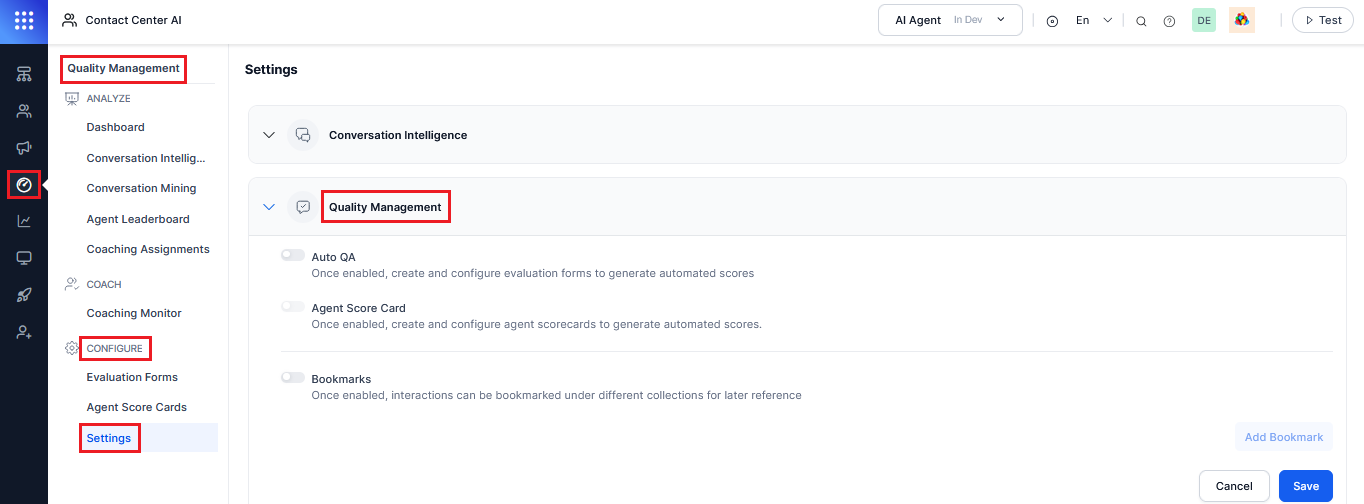 Contact Center AI
AI Agent In Dev
En
DE
Test
Quality Management
ANALYZE
Dashboard
Conversation Intellig...
Conversation Mining
Agent Leaderboard
Coaching Assignments
COACH
Coaching Monitor
CONFIGURE
Evaluation Forms
Agent Score Cards
Settings
Settings
Conversation Intelligence
Quality Management
Auto QA
Once enabled, create and configure evaluation forms to generate automated scores
Agent Score Card
Once enabled, create and configure agent scorecards to generate automated scores.
Bookmarks
Once enabled, interactions can be bookmarked under different collections for later reference
Add Bookmark
Cancel
Save